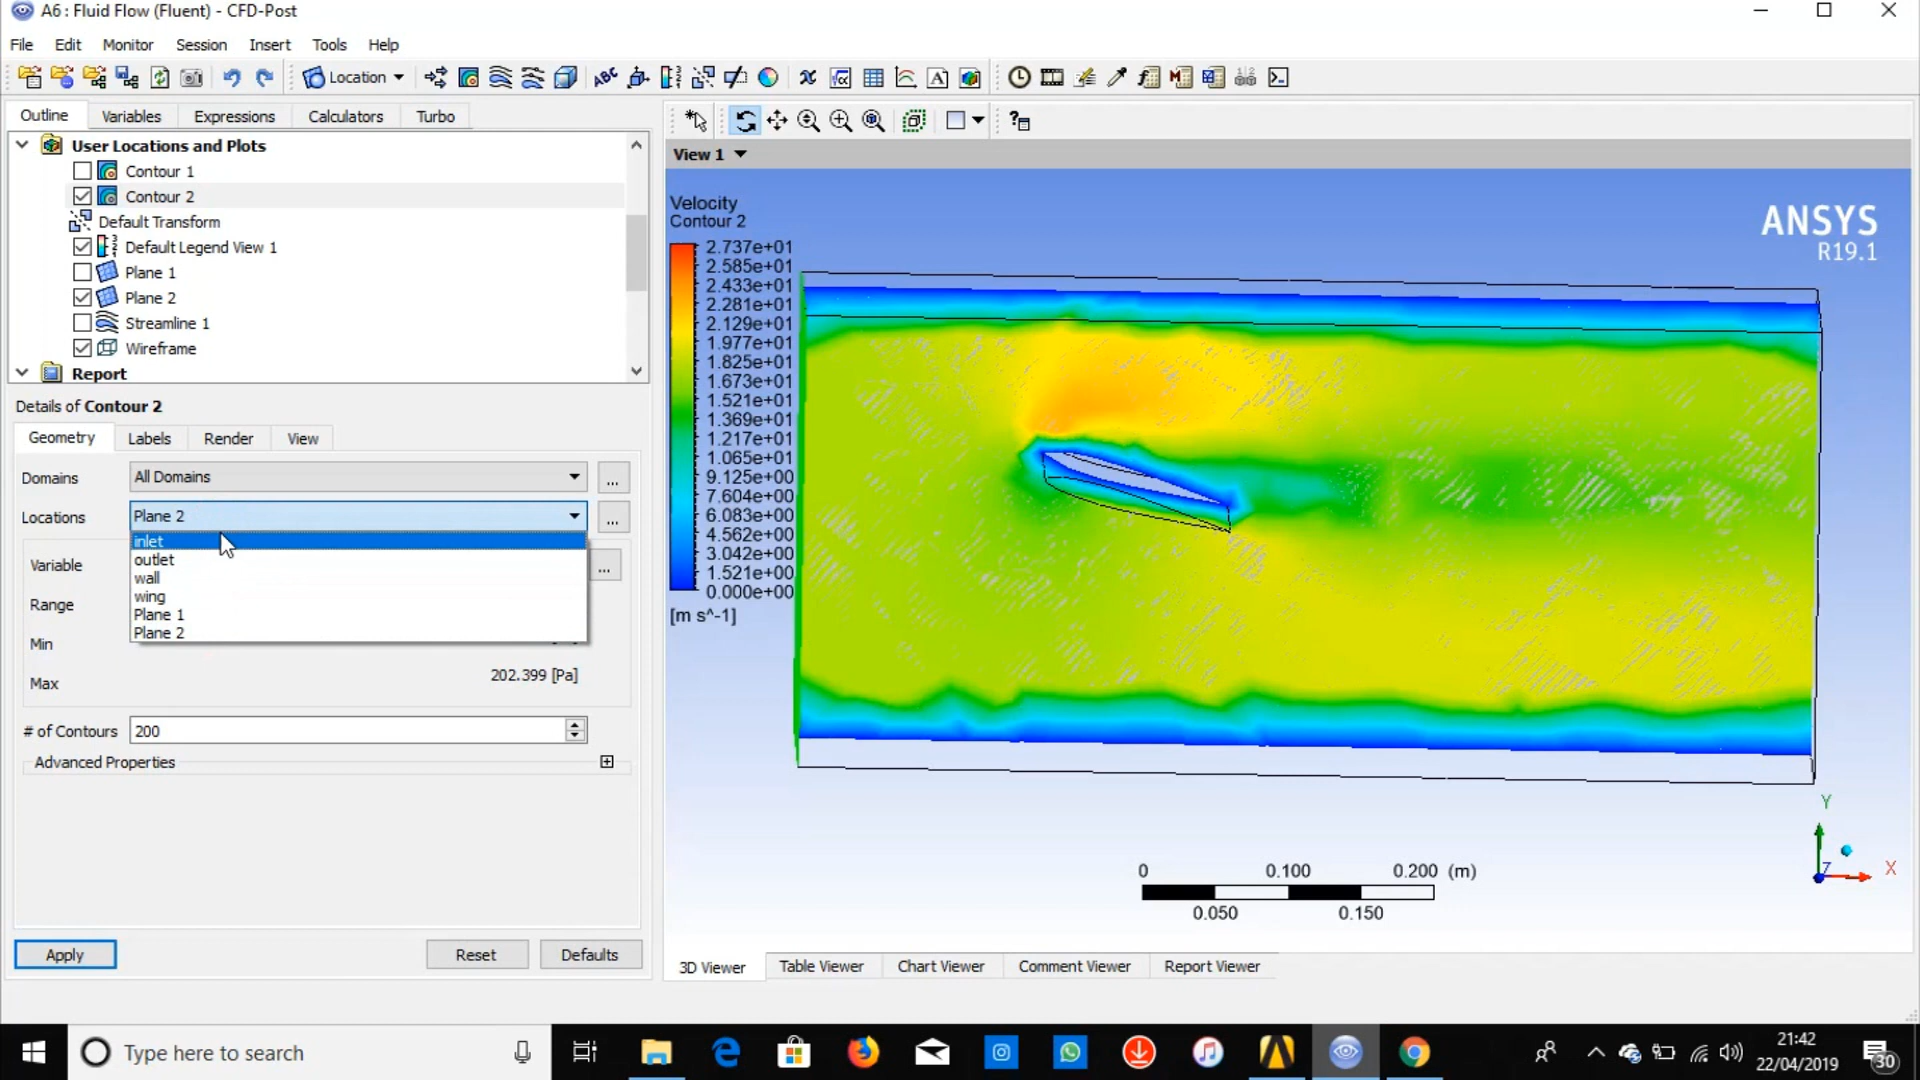 A6 : Fluid Flow (Fluent) - CFD-Post
File Edit Monitor Session Insert Tools Help
Location
Outline Variables Expressions Calculators Turbo
User Locations and Plots
Contour 1
Contour 2
Default Transform
Default Legend View 1
Plane 1
Plane 2
Streamline 1
Wireframe
Report
Details of Contour 2
Geometry Labels Render View
Domains All Domains ...
Locations Plane 2 ...
inlet
outlet
wall
wing
Plane 1
Plane 2
Variable ...
Range
Min
Max 202.399 [Pa]
# of Contours 200
Advanced Properties
Apply Reset Defaults
View 1
Velocity
Contour 2
2.737e+01
2.585e+01
2.433e+01
2.281e+01
2.129e+01
1.977e+01
1.825e+01
1.673e+01
1.521e+01
1.369e+01
1.217e+01
1.065e+01
9.125e+00
7.604e+00
6.083e+00
4.562e+00
3.042e+00
1.521e+00
0.000e+00
[m s^-1]
ANSYS
R19.1
Y
Z
X
0 0.100 0.200 (m)
0.050 0.150
3D Viewer Table Viewer Chart Viewer Comment Viewer Report Viewer
Type here to search
21:42
22/04/2019
30